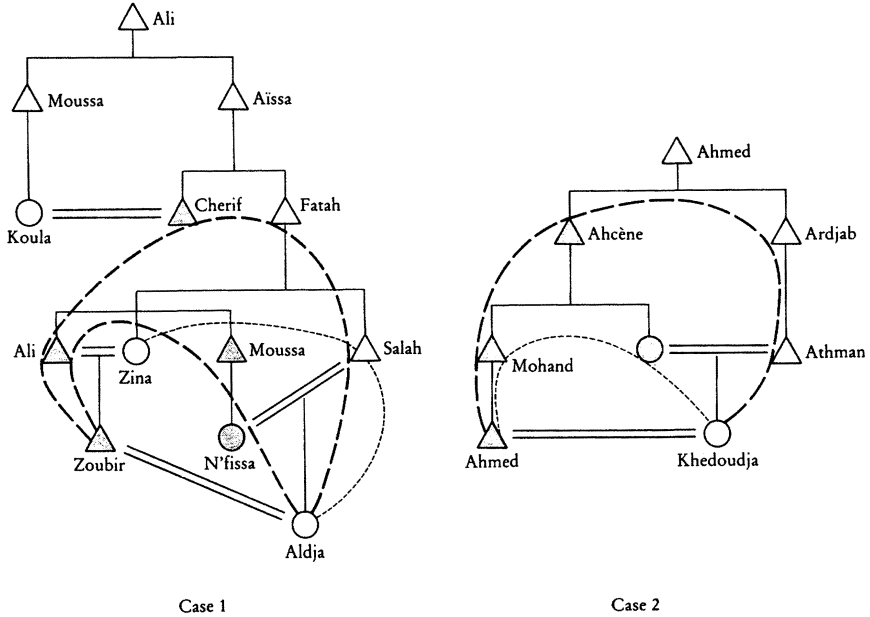 Ali
Moussa
Aïssa
Cherif
Fatah
Koula
Ali
Zina
Moussa
Salah
Zoubir
N'fissa
Aldja
Case 1
Ahmed
Ahcène
Ardjab
Mohand
Athman
Ahmed
Khedoudja
Case 2